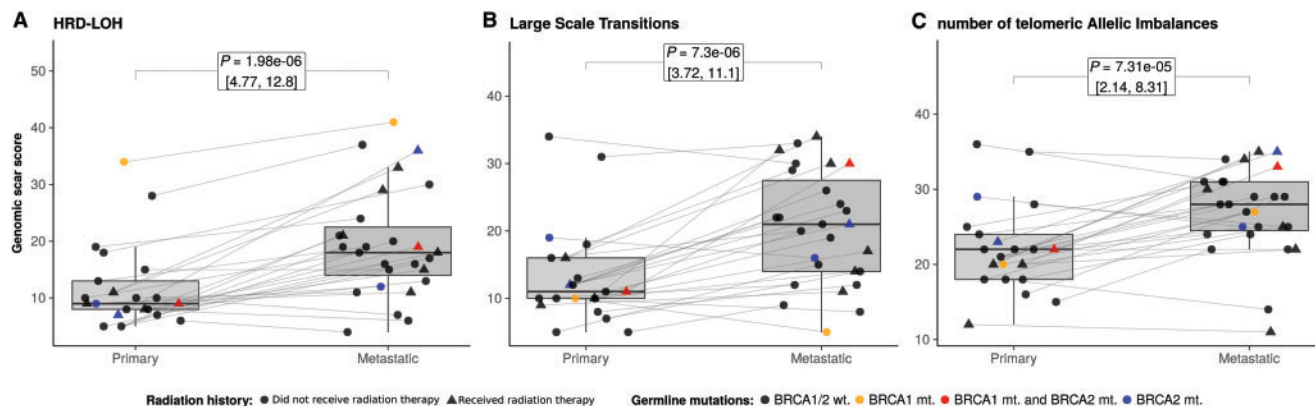 A HRD-LOH
P = 1.98e-06
[4.77, 12.8]
Genomic scar score
50
40
30
20
10
Primary
Metastatic
B Large Scale Transitions
P = 7.3e-06
[3.72, 11.1]
40
30
20
10
Primary
Metastatic
C number of telomeric Allelic Imbalances
P = 7.31e-05
[2.14, 8.31]
40
30
20
10
Primary
Metastatic
Radiation history: Did not receive radiation therapy Received radiation therapy Germline mutations: BRCA1/2 wt. BRCA1 mt. BRCA1 mt. and BRCA2 mt. BRCA2 mt.